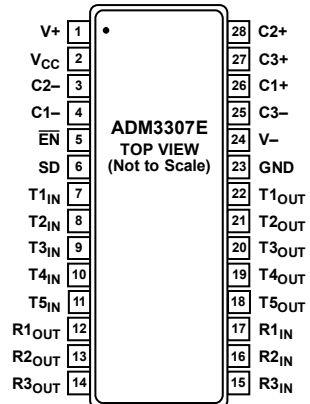 V+ 1 28 C2+
VCC 2 27 C3+
C2– 3 26 C1+
C1– 4 25 C3–
EN 5 24 V–
SD 6 23 GND
T1IN 7 22 T1OUT
T2IN 8 21 T2OUT
T3IN 9 20 T3OUT
T4IN 10 19 T4OUT
T5IN 11 18 T5OUT
R1OUT 12 17 R1IN
R2OUT 13 16 R2IN
R3OUT 14 15 R3IN
ADM3307E
TOP VIEW
(Not to Scale)